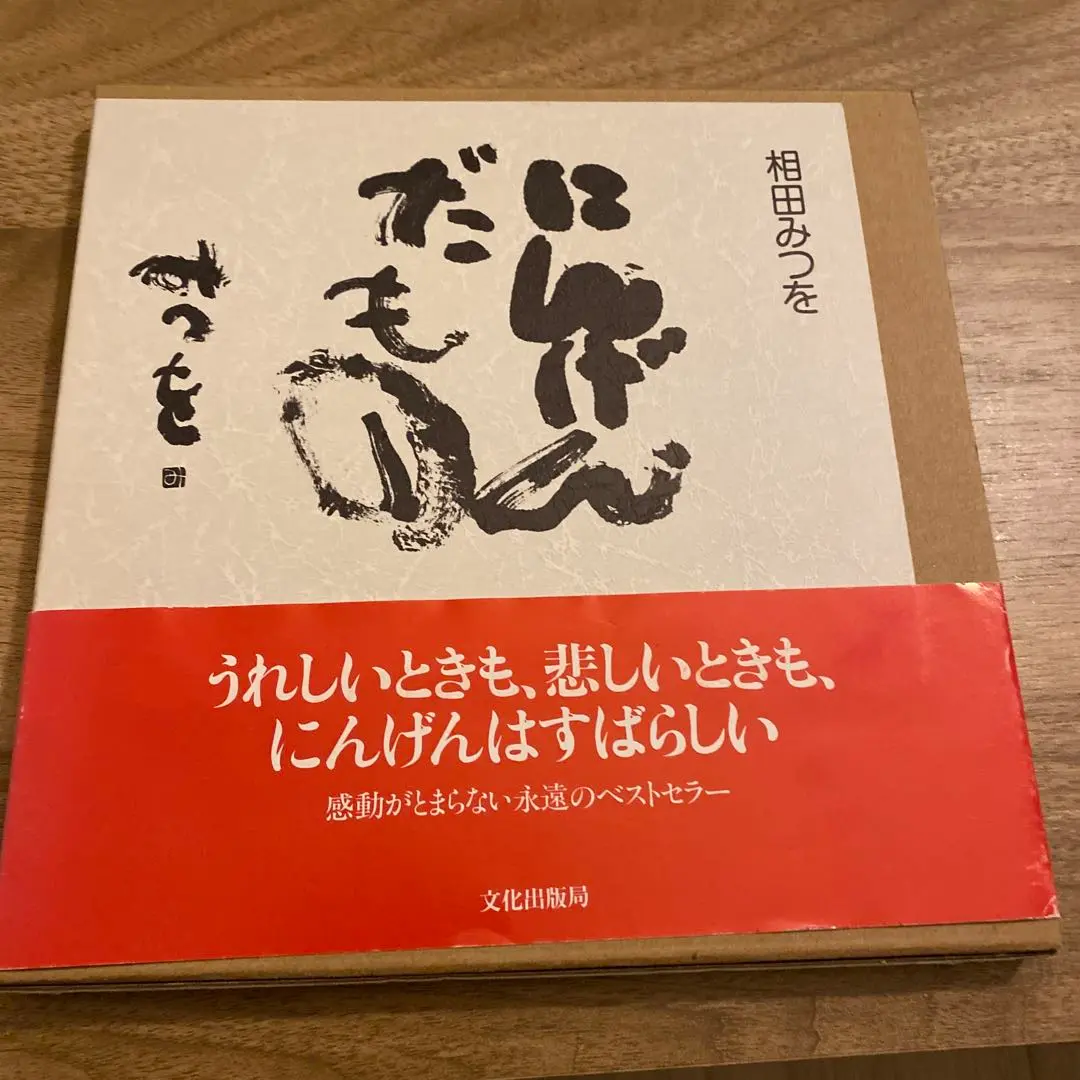 相田みつを
にんげん
だもの
みつを
み
うれしいときも、悲しいときも、
にんげんはすばらしい
感動がとまらない永遠のベストセラー
文化出版局